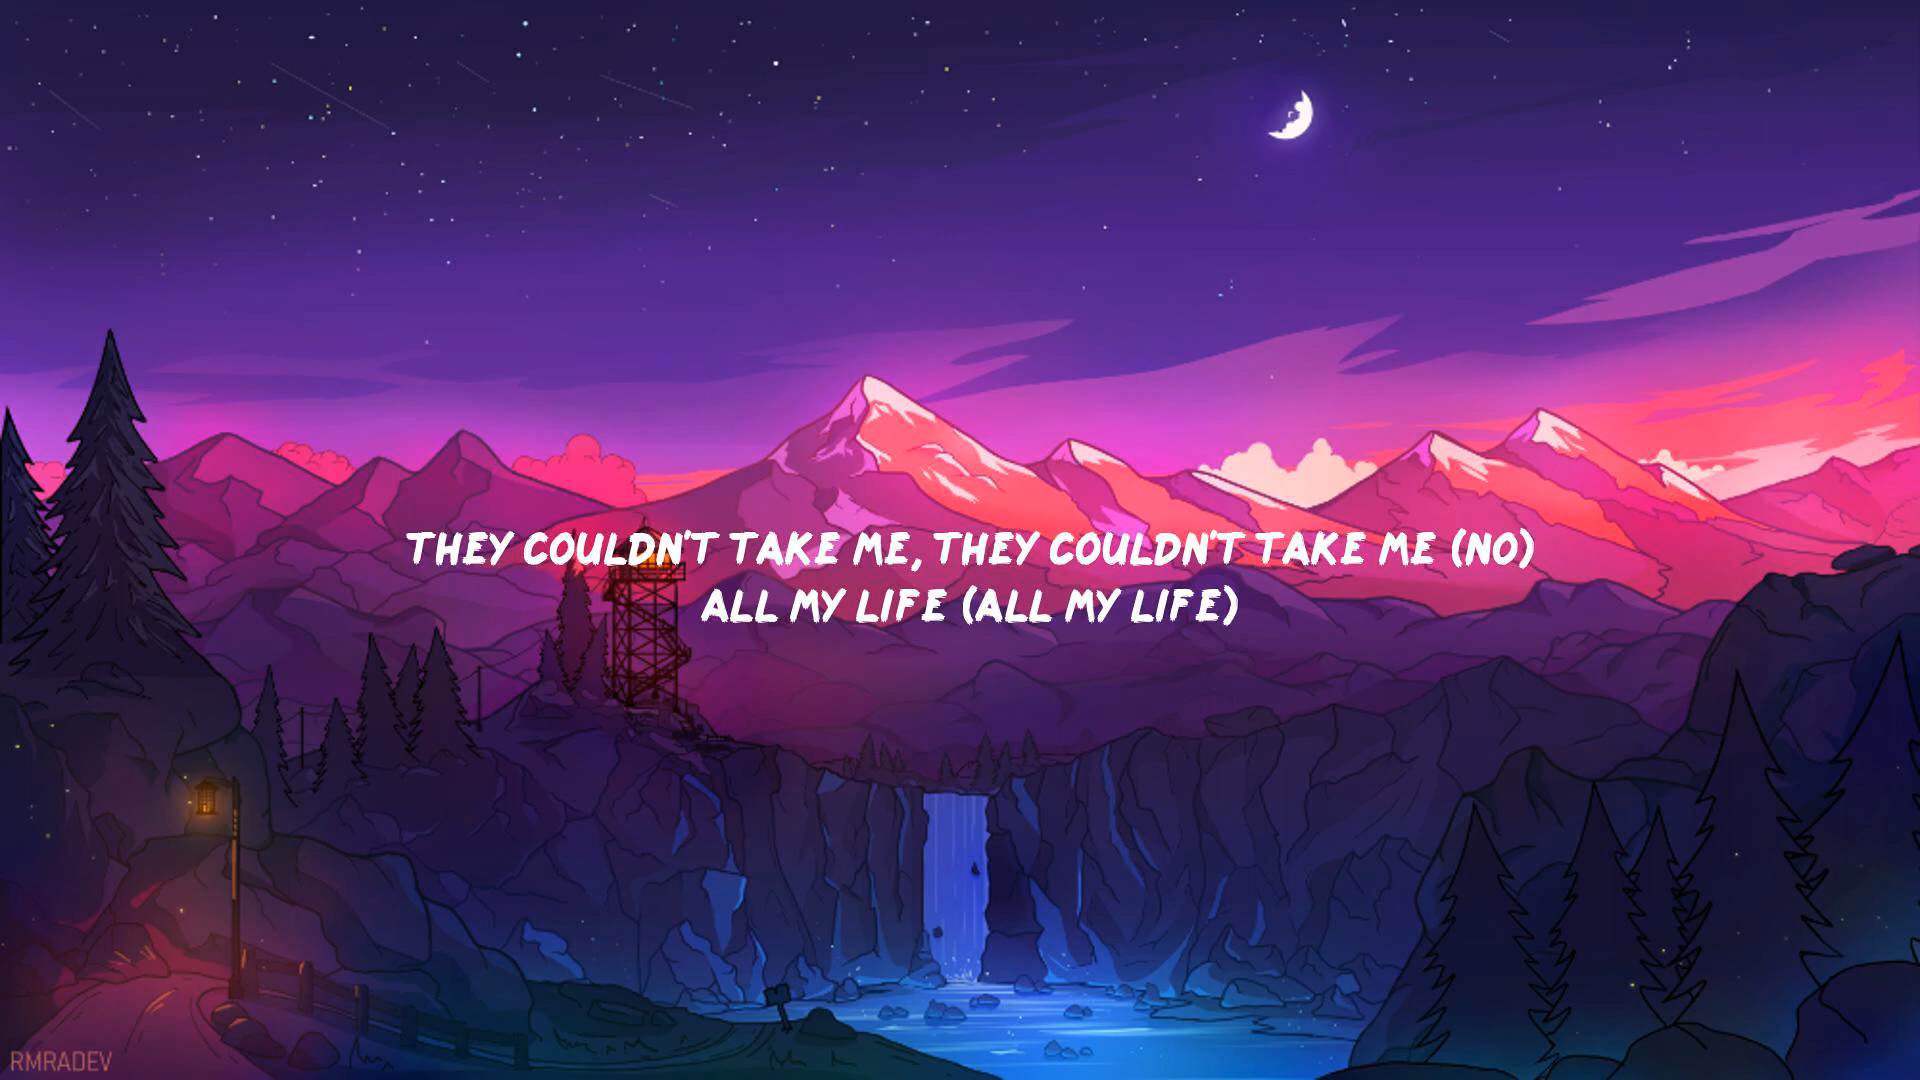 THEY COULDN'T TAKE ME, THEY COULDN'T TAKE ME (NO)
ALL MY LIFE (ALL MY LIFE)
RMRADEV